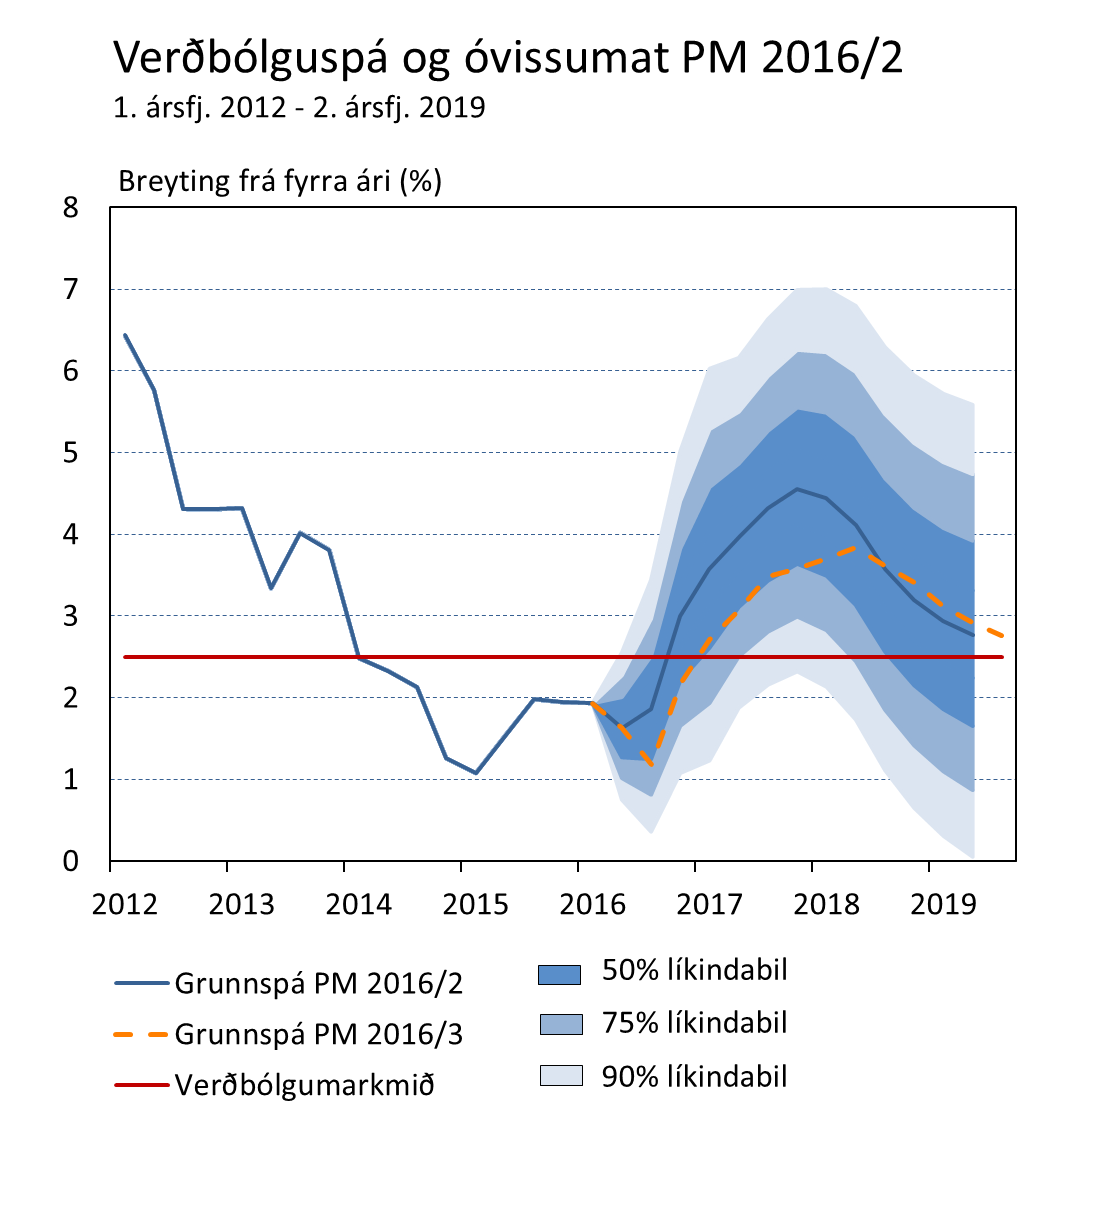 Verðbólguspá og óvissumat PM 2016/2
1. ársfj. 2012 - 2. ársfj. 2019
Breyting frá fyrra ári (%)
8
7
6
5
4
3
2
1
0
2012 2013 2014 2015 2016 2017 2018 2019
Grunnspá PM 2016/2
Grunnspá PM 2016/3
Verðbólgumarkmið
50% líkindabil
75% líkindabil
90% líkindabil